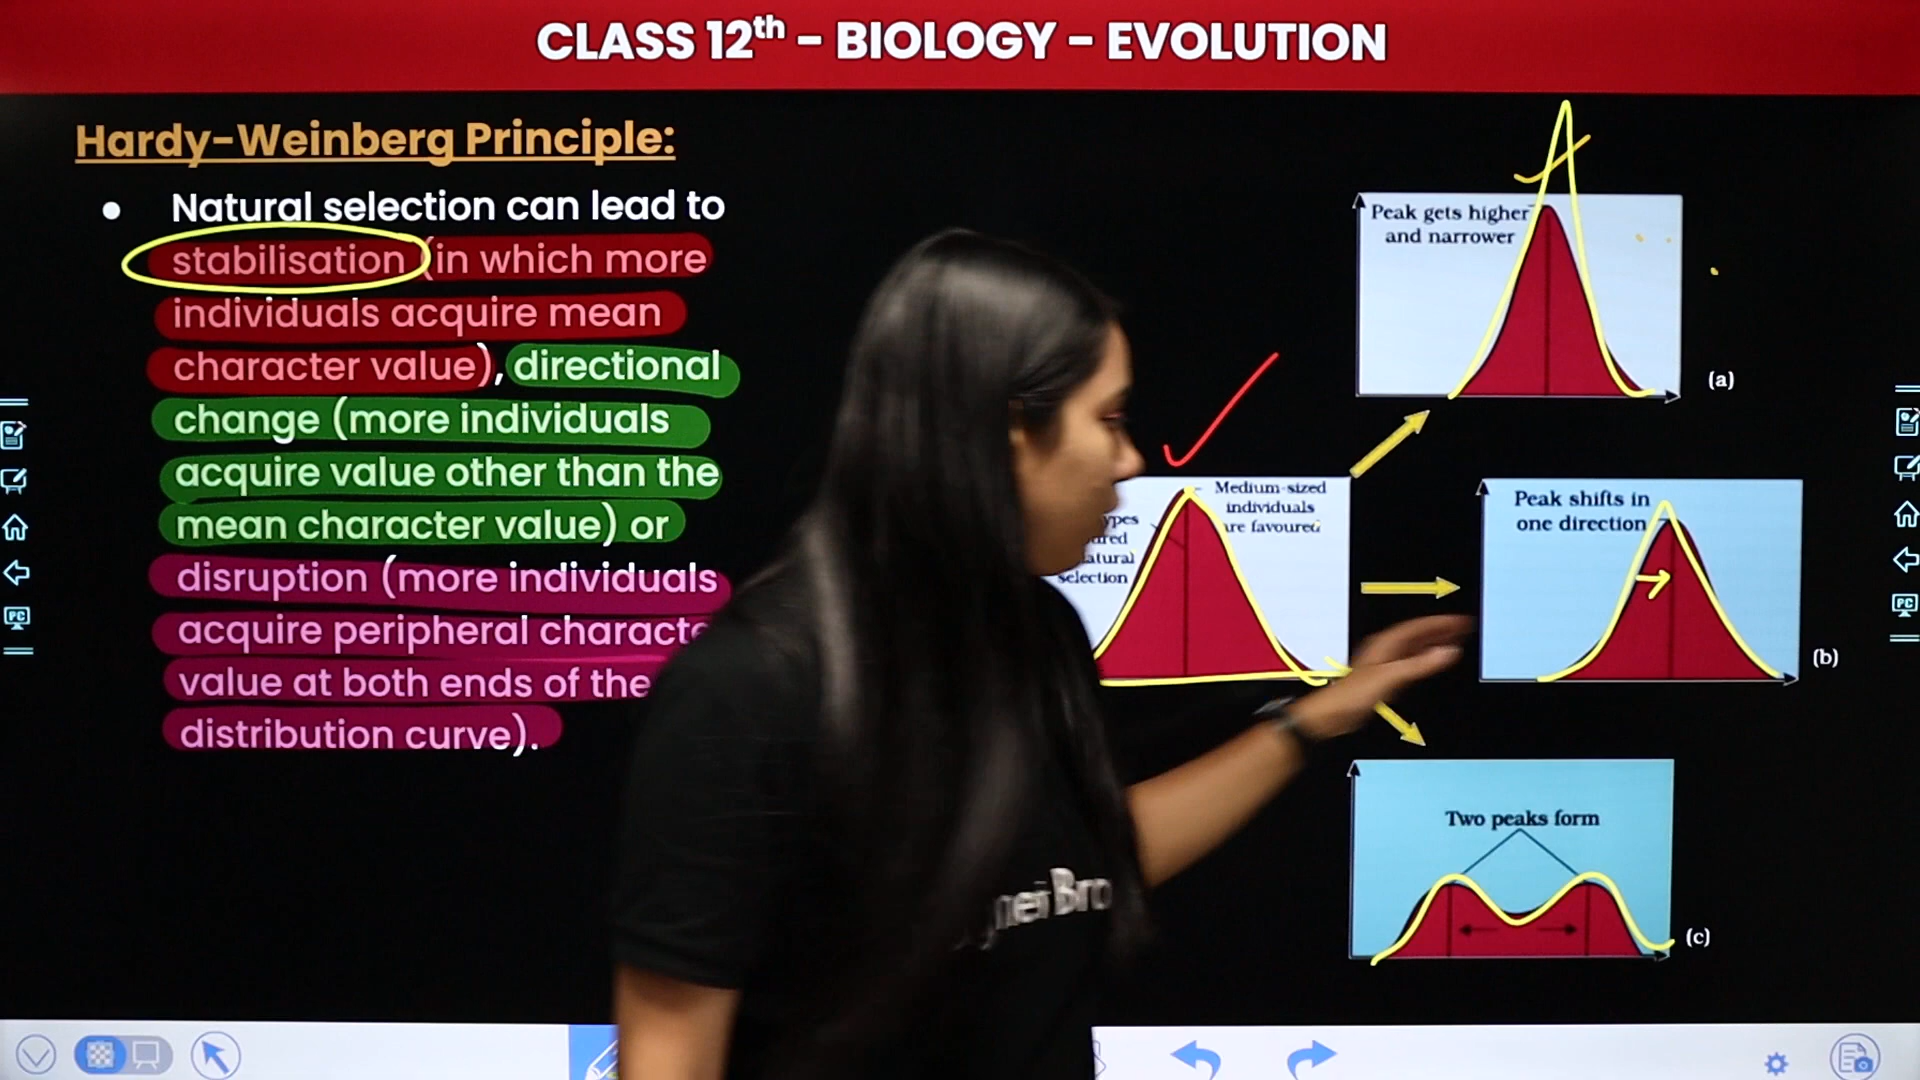 CLASS 12th - BIOLOGY - EVOLUTION
Hardy-Weinberg Principle:
● Natural selection can lead to
stabilisation (in which more
individuals acquire mean
character value), directional
change (more individuals
acquire value other than the
mean character value) or
disruption (more individuals
acquire peripheral characte
value at both ends of the
distribution curve).
Peak gets higher
and narrower
(a)
Medium-sized
individuals
are favoured
selection
Peak shifts in
one direction
(b)
Two peaks form
(c)
PC
PC